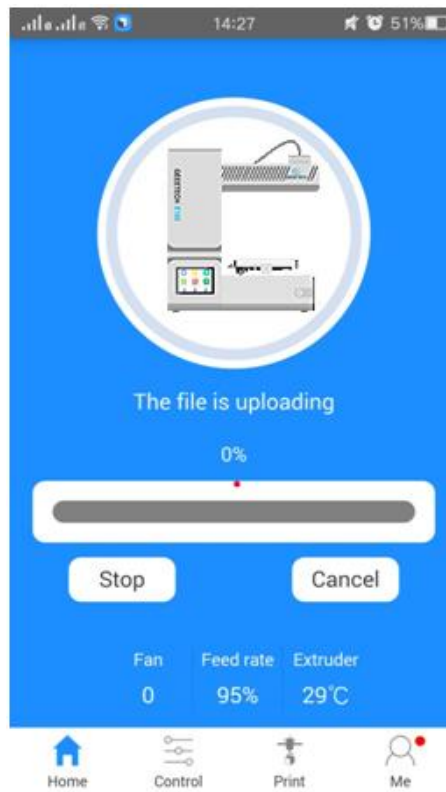 14:27 51%
GEEETECH
The file is uploading
0%
Stop Cancel
Fan Feed rate Extruder
0 95% 29℃
Home Control Print Me